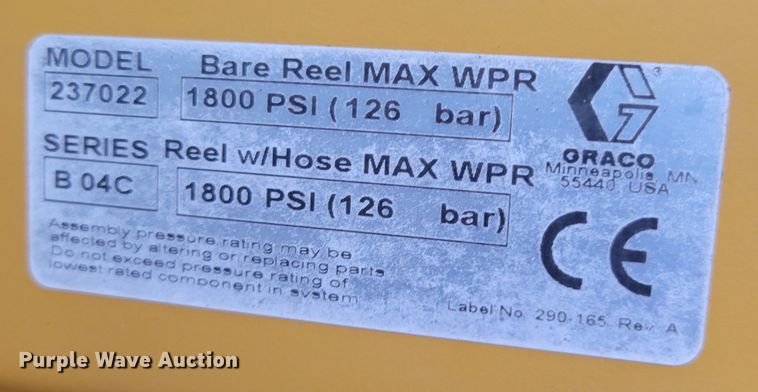 MODEL Bare Reel MAX WPR
237022 1800 PSI (126 bar)
SERIES Reel w/Hose MAX WPR
B 04C 1800 PSI (126 bar)
GRACO
Minneapolis, MN
55440 USA
CE
Assembly pressure rating may be
affected by altering or replacing parts
Do not exceed pressure rating of
lowest rated component in system
Label No. 290-165 Rev. A
Purple Wave Auction